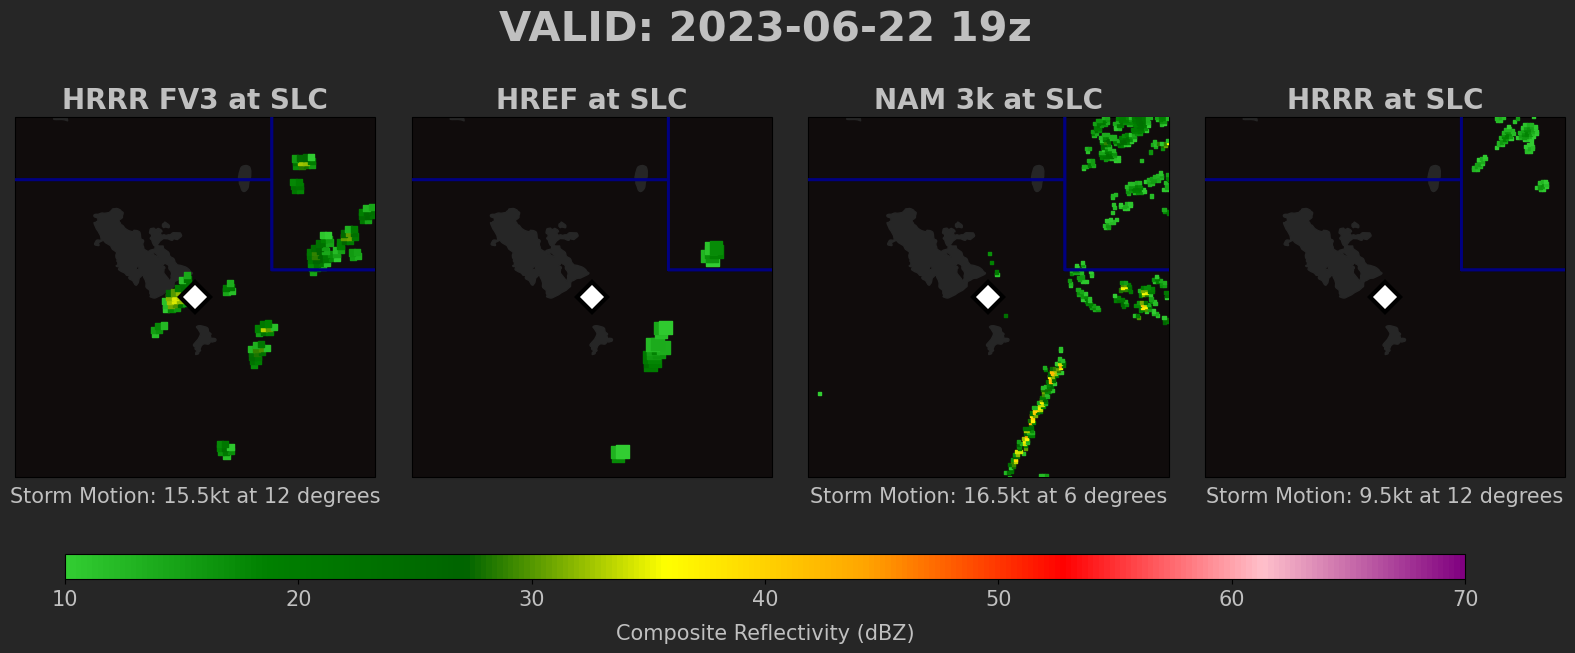 VALID: 2023-06-22 19z
HRRR FV3 at SLC
HREF at SLC
NAM 3k at SLC
HRRR at SLC
Storm Motion: 15.5kt at 12 degrees
Storm Motion: 16.5kt at 6 degrees
Storm Motion: 9.5kt at 12 degrees
10 20 30 40 50 60 70
Composite Reflectivity (dBZ)